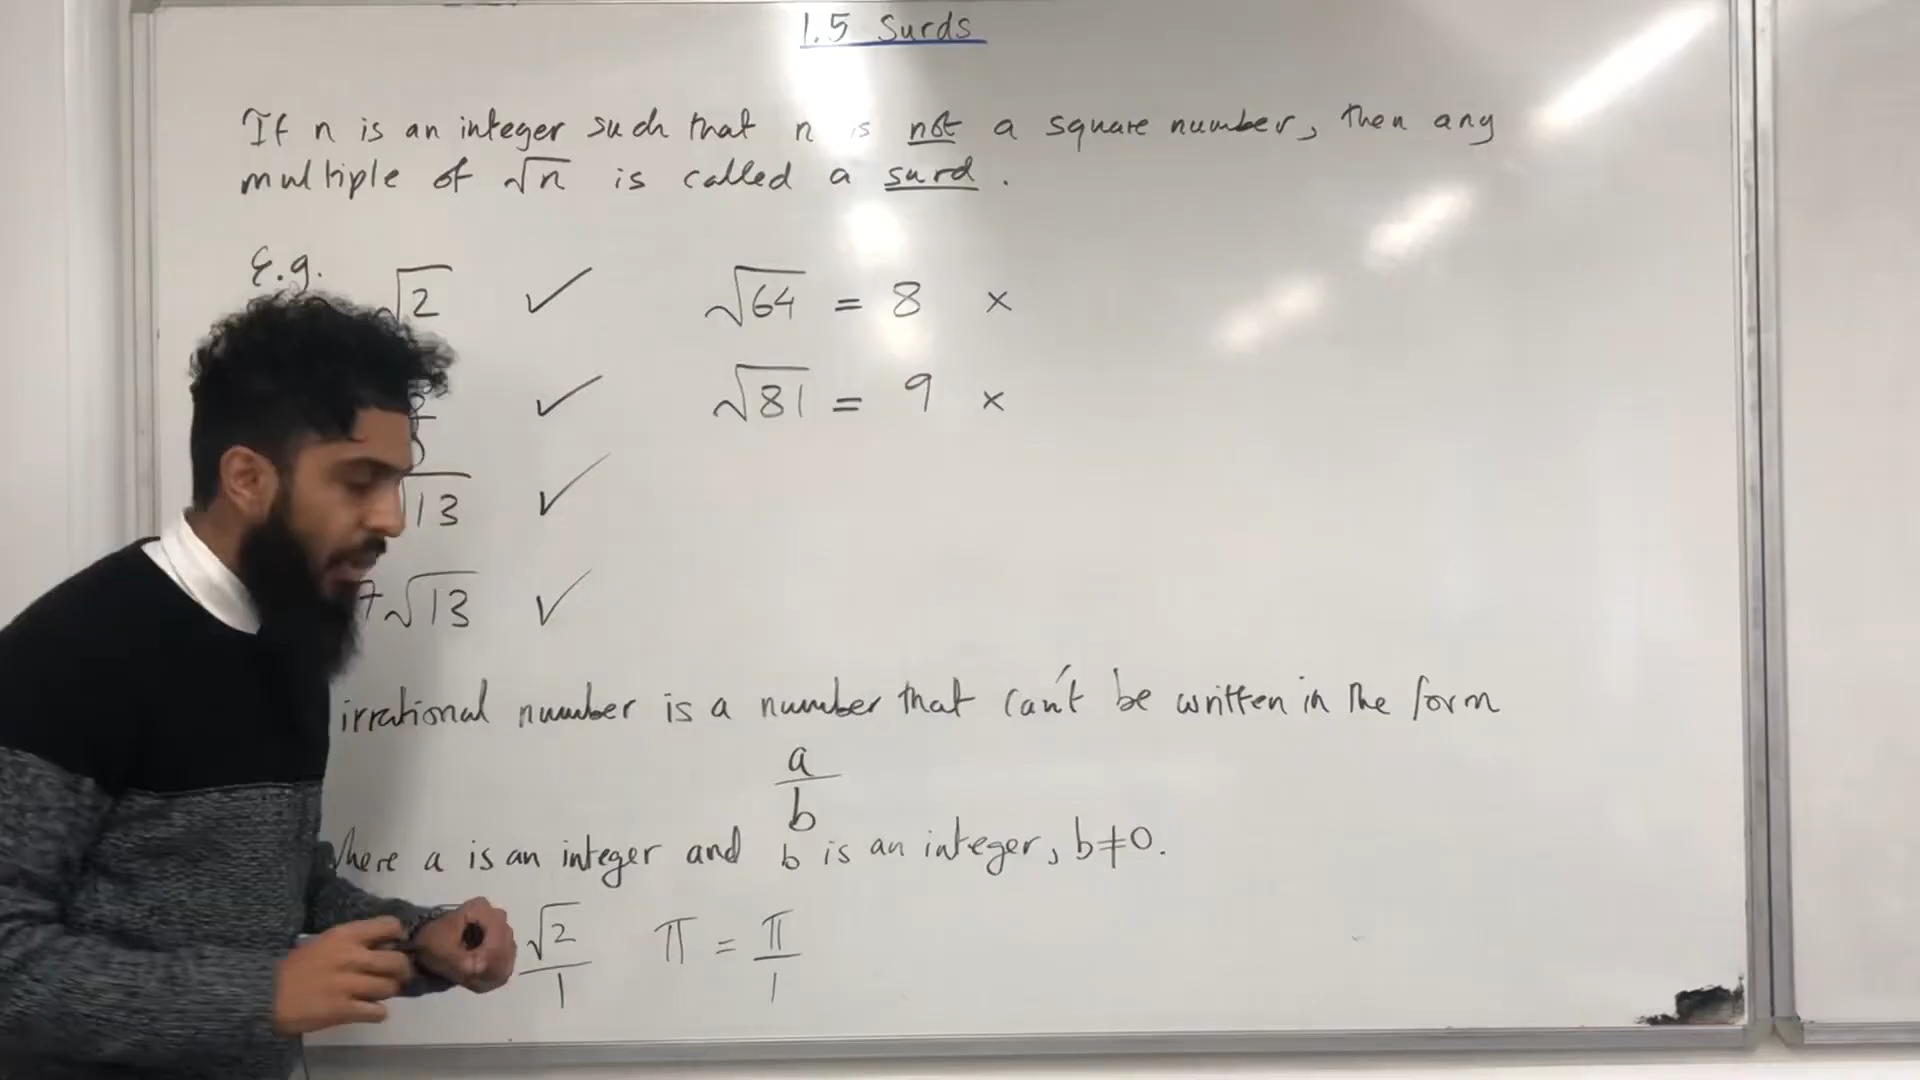 1.5 Surds
If n is an integer such that n is not a square number, then any
multiple of √n is called a surd.
E.g. √2 ✓ √64 = 8 ×
✓ √81 = 9 ×
√13 ✓
7√13 ✓
irrational number is a number that can't be written in the form
a/b
where a is an integer and b is an integer, b≠0.
√2/1 π = π/1